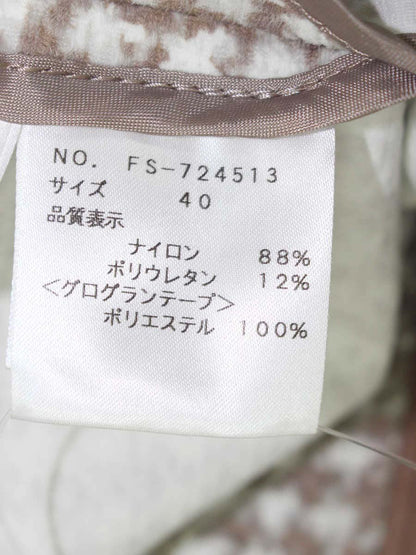 NO. FS-724513
サイズ 40
品質表示
ナイロン 88%
ポリウレタン 12%
<グログランテープ>
ポリエステル 100%